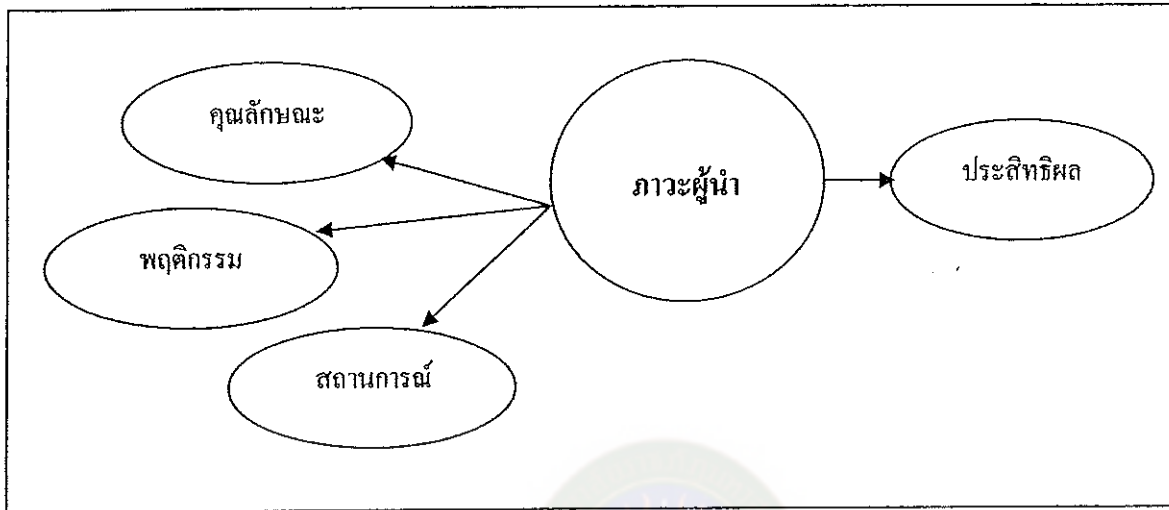 คุณลักษณะ
ภาวะผู้นำ
ประสิทธิผล
พฤติกรรม
สถานการณ์